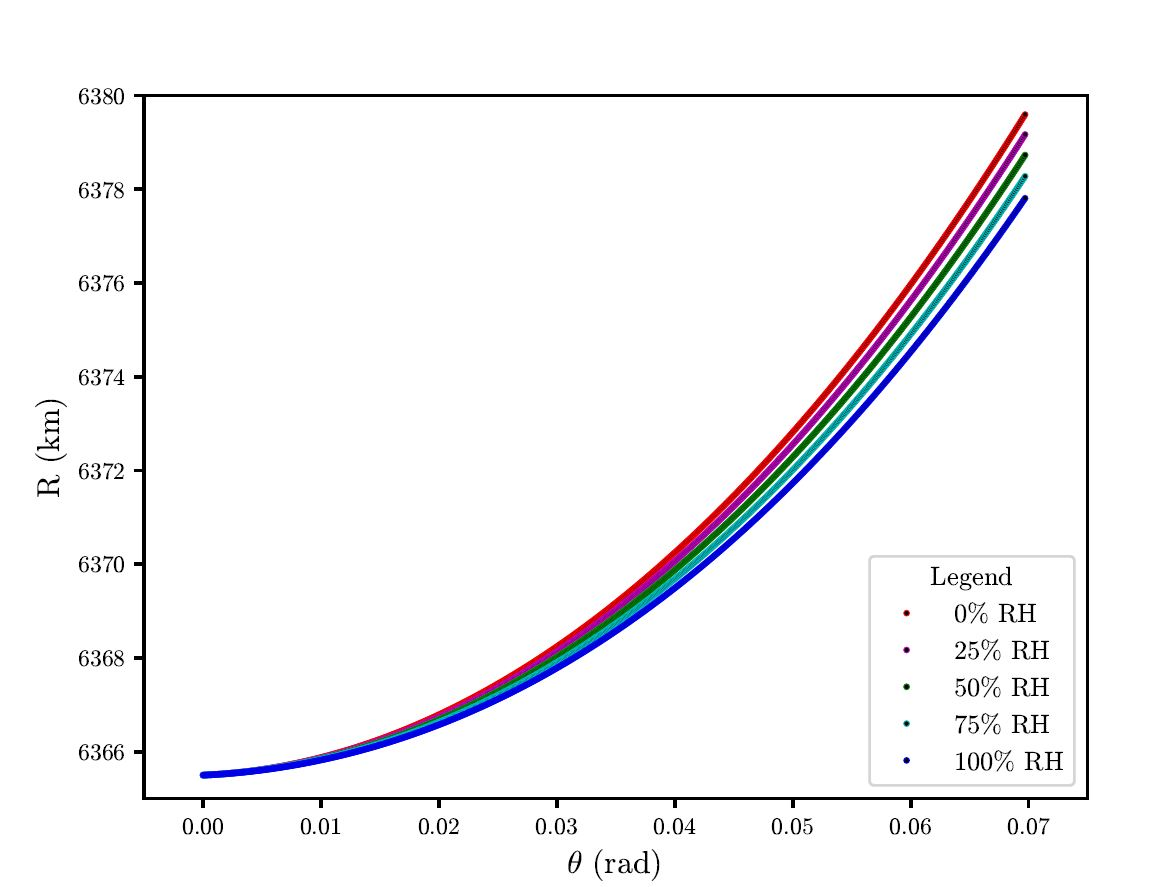 6380
6378
6376
6374
6372
6370
6368
6366
R (km)
0.00 0.01 0.02 0.03 0.04 0.05 0.06 0.07
θ (rad)
Legend
0% RH
25% RH
50% RH
75% RH
100% RH